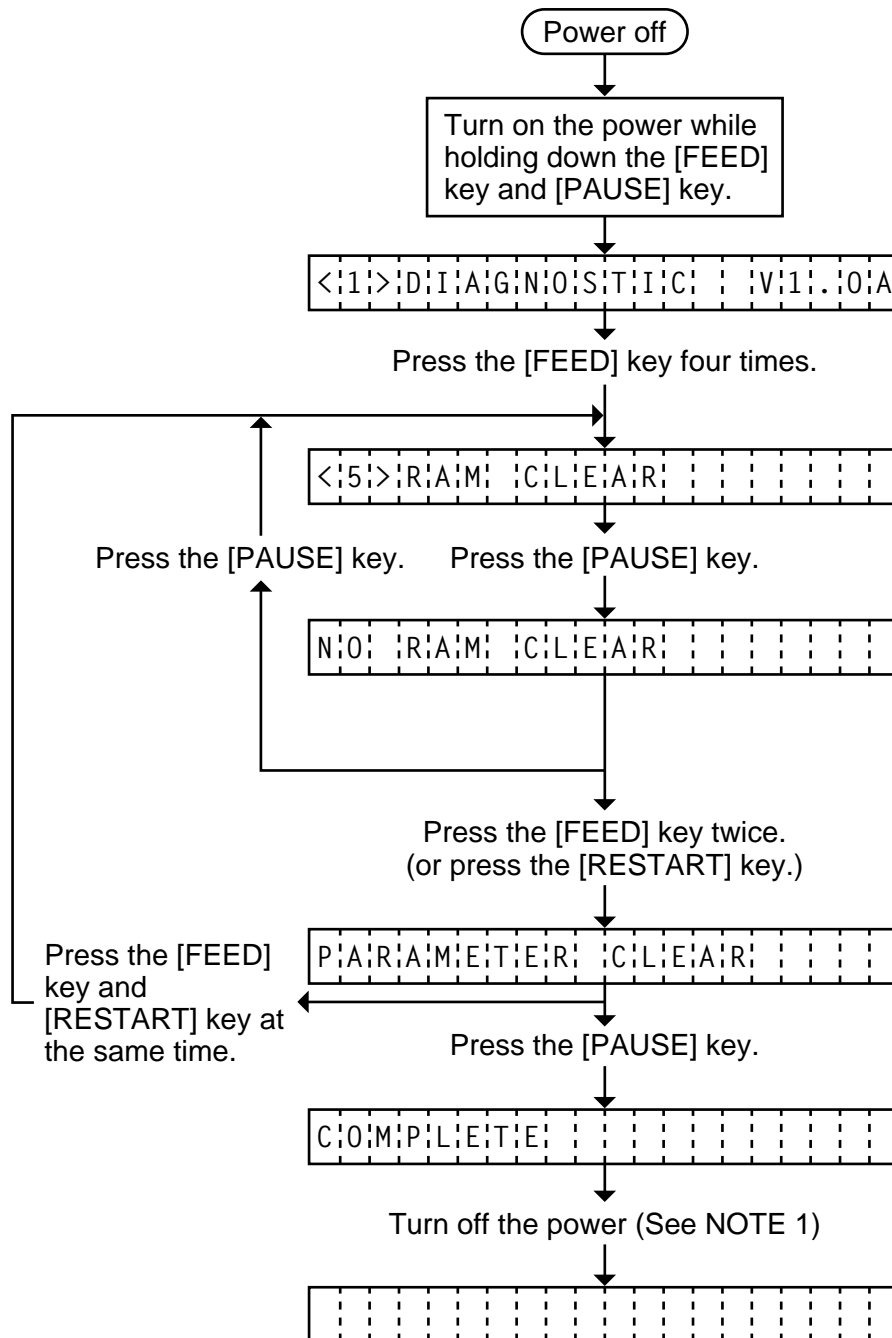 Power off
Turn on the power while
holding down the [FEED]
key and [PAUSE] key.
<1>DIAGNOSTIC  V1.0A
Press the [FEED] key four times.
<5>RAM CLEAR
Press the [PAUSE] key.
Press the [PAUSE] key.
NO RAM CLEAR
Press the [FEED] key twice.
(or press the [RESTART] key.)
PARAMETER CLEAR
Press the [FEED]
key and
[RESTART] key at
the same time.
Press the [PAUSE] key.
COMPLETE
Turn off the power (See NOTE 1)